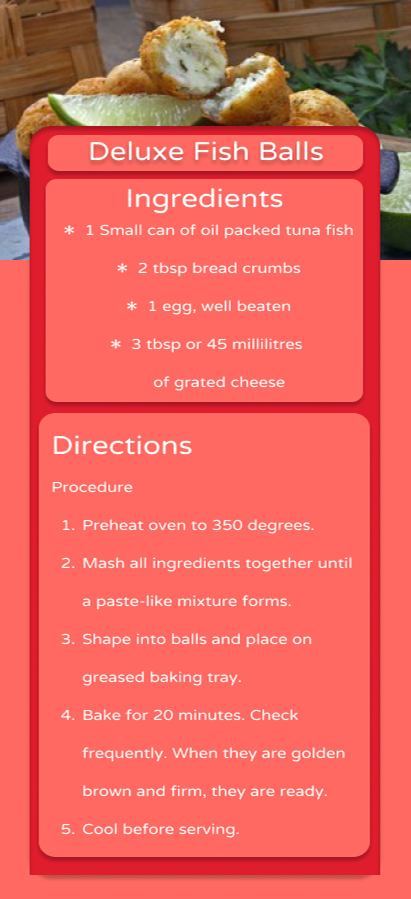 Deluxe Fish Balls
Ingredients
* 1 Small can of oil packed tuna fish
* 2 tbsp bread crumbs
* 1 egg, well beaten
* 3 tbsp or 45 millilitres
of grated cheese
Directions
Procedure
1. Preheat oven to 350 degrees.
2. Mash all ingredients together until
a paste-like mixture forms.
3. Shape into balls and place on
greased baking tray.
4. Bake for 20 minutes. Check
frequently. When they are golden
brown and firm, they are ready.
5. Cool before serving.